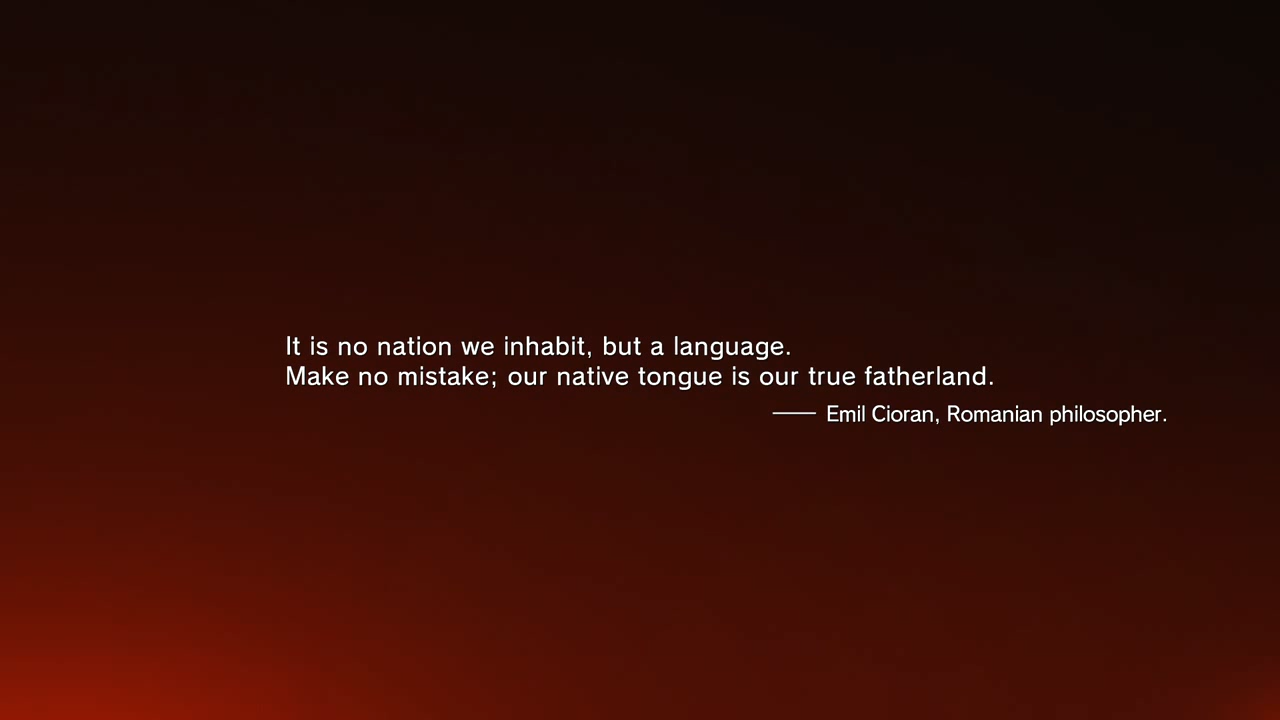 It is no nation we inhabit, but a language.
Make no mistake; our native tongue is our true fatherland.
—— Emil Cioran, Romanian philosopher.